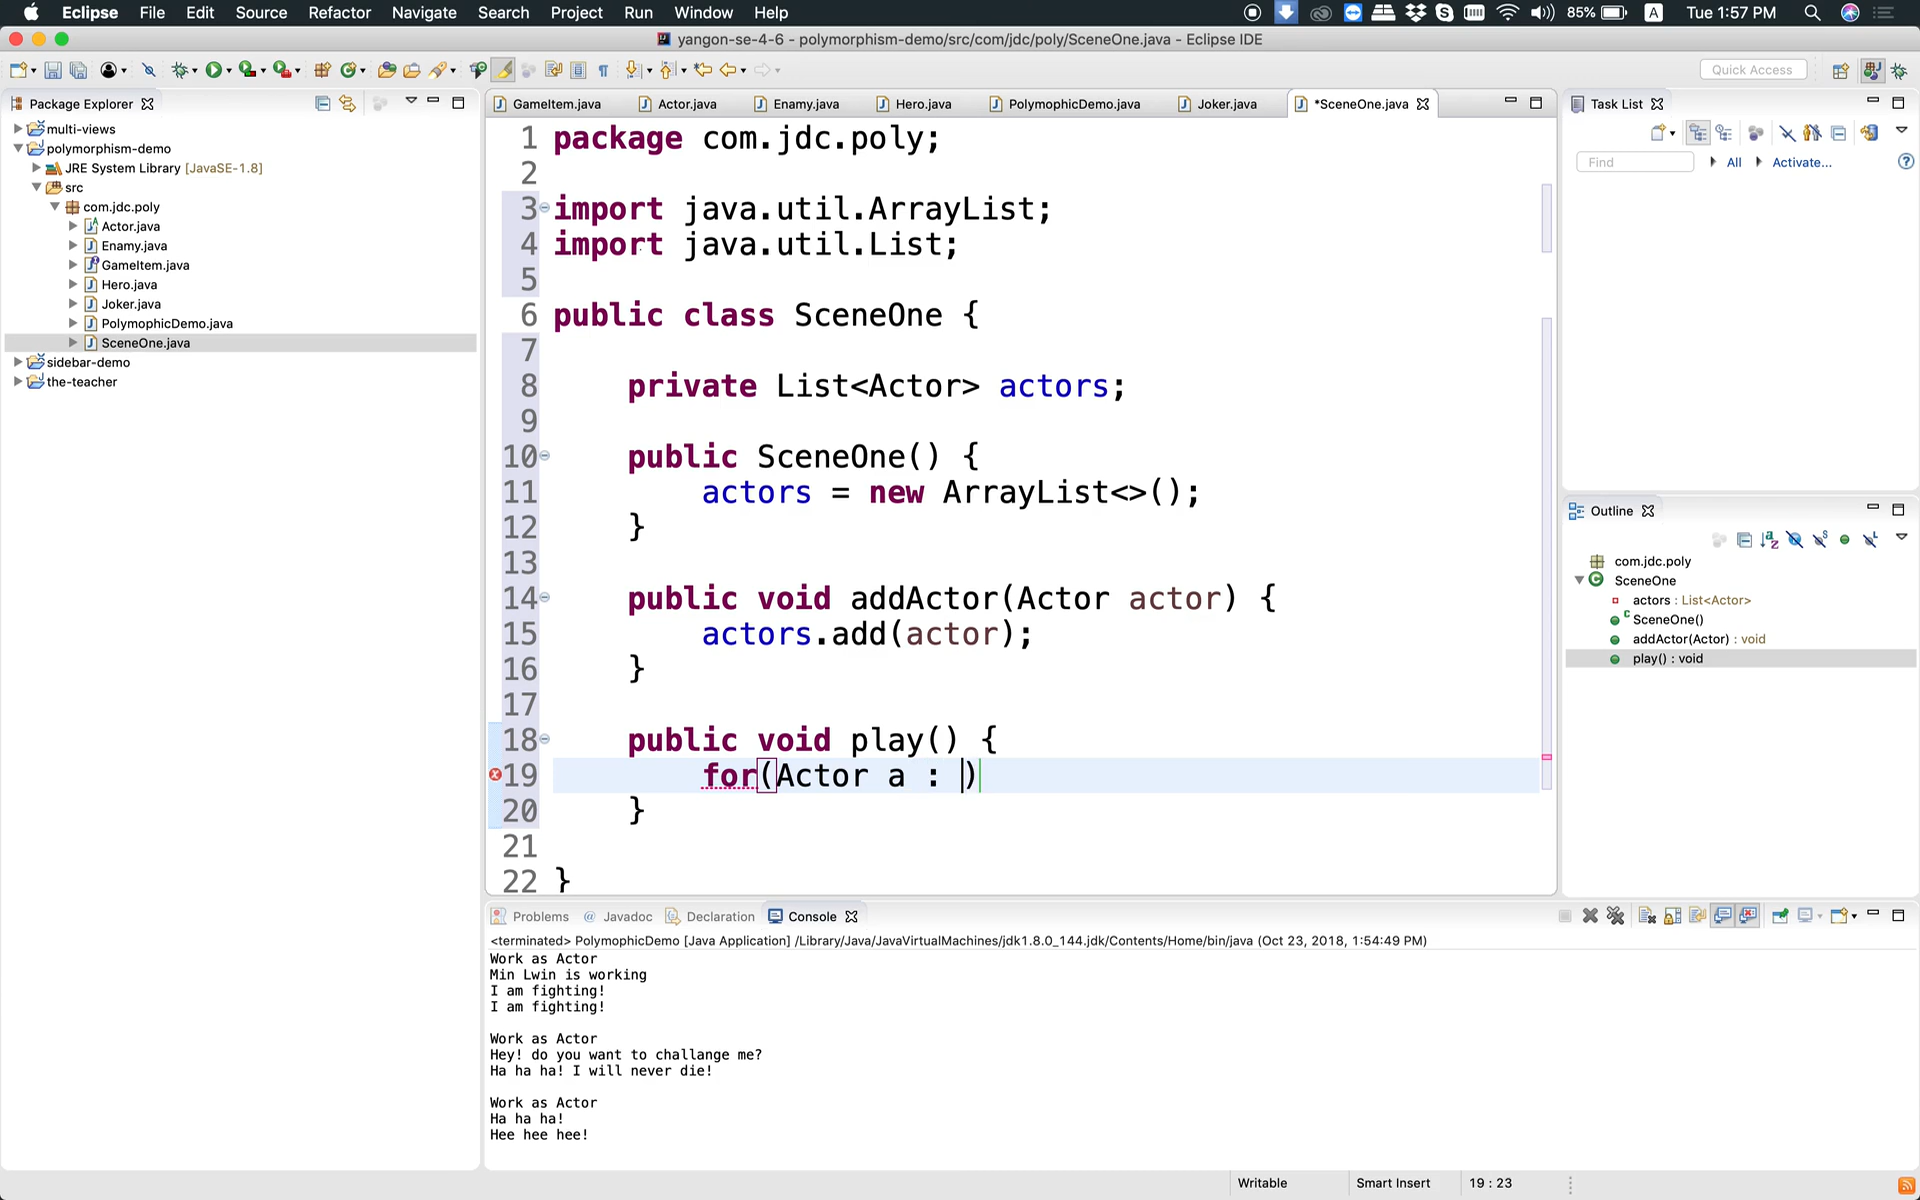 Eclipse File Edit Source Refactor Navigate Search Project Run Window Help 85% A Tue 1:57 PM
yangon-se-4-6 - polymorphism-demo/src/com/jdc/poly/SceneOne.java - Eclipse IDE
Quick Access
Package Explorer
multi-views
polymorphism-demo
JRE System Library [JavaSE-1.8]
src
com.jdc.poly
Actor.java
Enamy.java
GameItem.java
Hero.java
Joker.java
PolymophicDemo.java
SceneOne.java
sidebar-demo
the-teacher
GameItem.java Actor.java Enamy.java Hero.java PolymophicDemo.java Joker.java *SceneOne.java
1 package com.jdc.poly;
2
3 import java.util.ArrayList;
4 import java.util.List;
5
6 public class SceneOne {
7
8 private List<Actor> actors;
9
10 public SceneOne() {
11 actors = new ArrayList<>();
12 }
13
14 public void addActor(Actor actor) {
15 actors.add(actor);
16 }
17
18 public void play() {
19 for(Actor a : )
20 }
21
22 }
Task List
Find All Activate...
Outline
com.jdc.poly
SceneOne
actors : List<Actor>
SceneOne()
addActor(Actor) : void
play() : void
Problems Javadoc Declaration Console
<terminated> PolymophicDemo [Java Application] /Library/Java/JavaVirtualMachines/jdk1.8.0_144.jdk/Contents/Home/bin/java (Oct 23, 2018, 1:54:49 PM)
Work as Actor
Min Lwin is working
I am fighting!
I am fighting!
Work as Actor
Hey! do you want to challange me?
Ha ha ha! I will never die!
Work as Actor
Ha ha ha!
Hee hee hee!
Writable Smart Insert 19 : 23